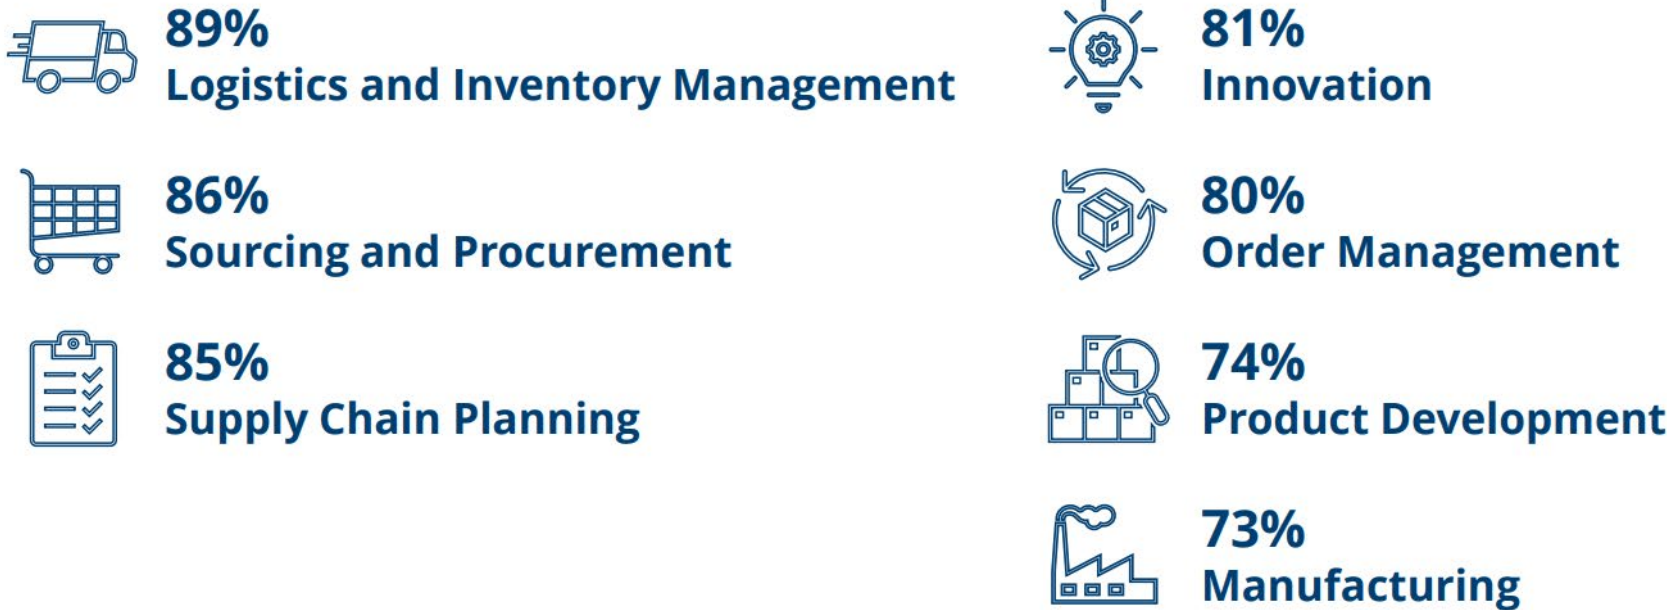 89%
Logistics and Inventory Management
86%
Sourcing and Procurement
85%
Supply Chain Planning
81%
Innovation
80%
Order Management
74%
Product Development
73%
Manufacturing